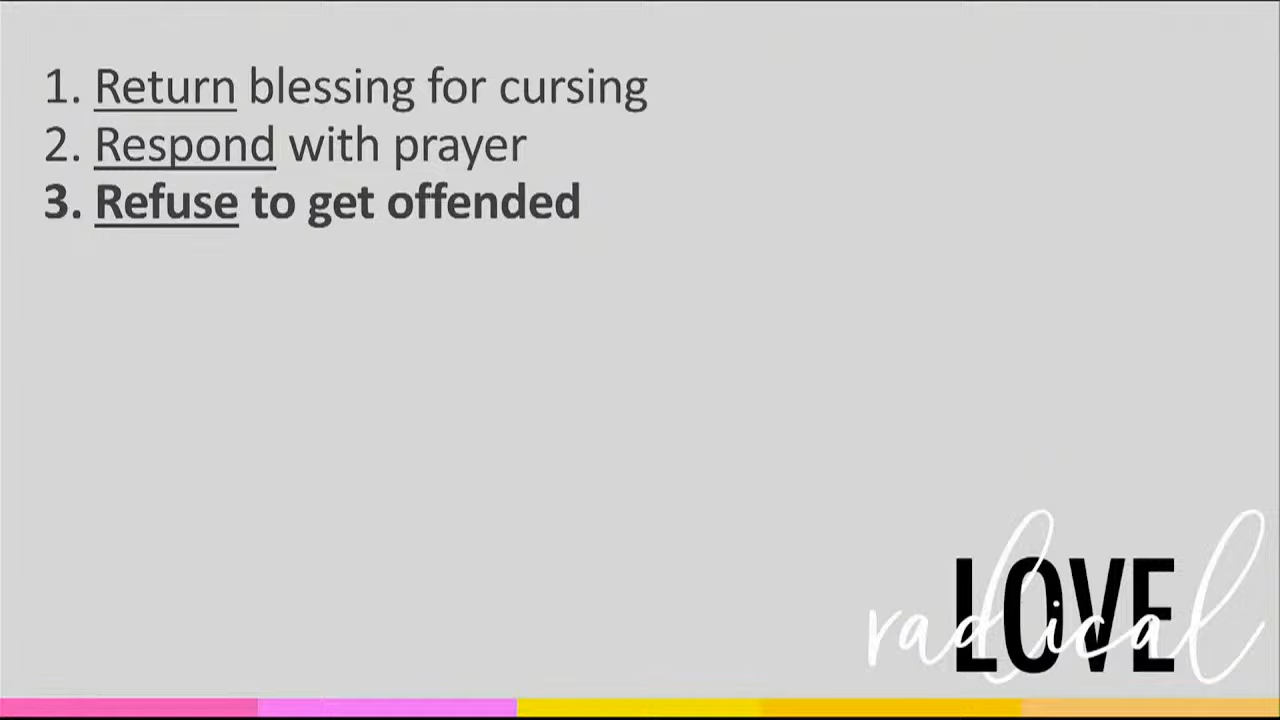 1. Return blessing for cursing
2. Respond with prayer
3. Refuse to get offended
radical
LOVE